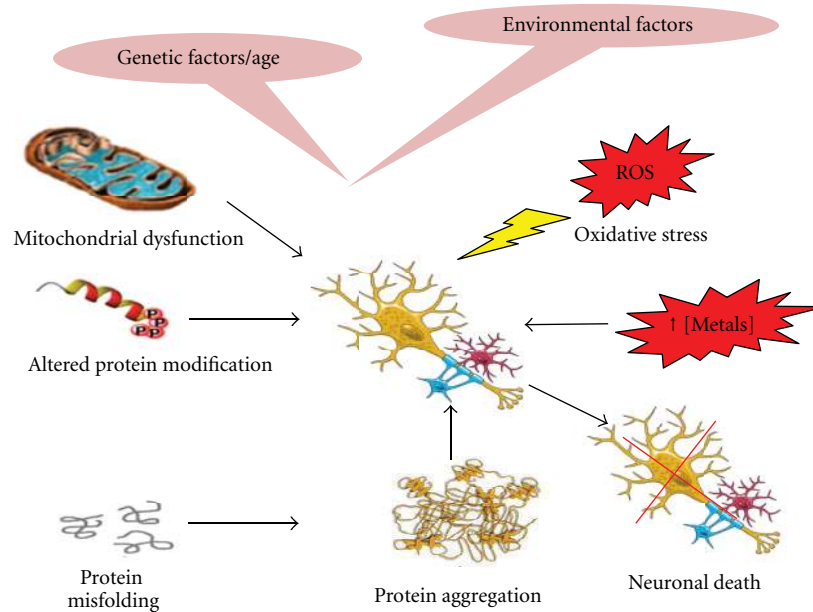 Environmental factors
Genetic factors/age
ROS
Oxidative stress
Mitochondrial dysfunction
P
P
P P
Altered protein modification
↑ [Metals]
Protein
misfolding
Protein aggregation
Neuronal death